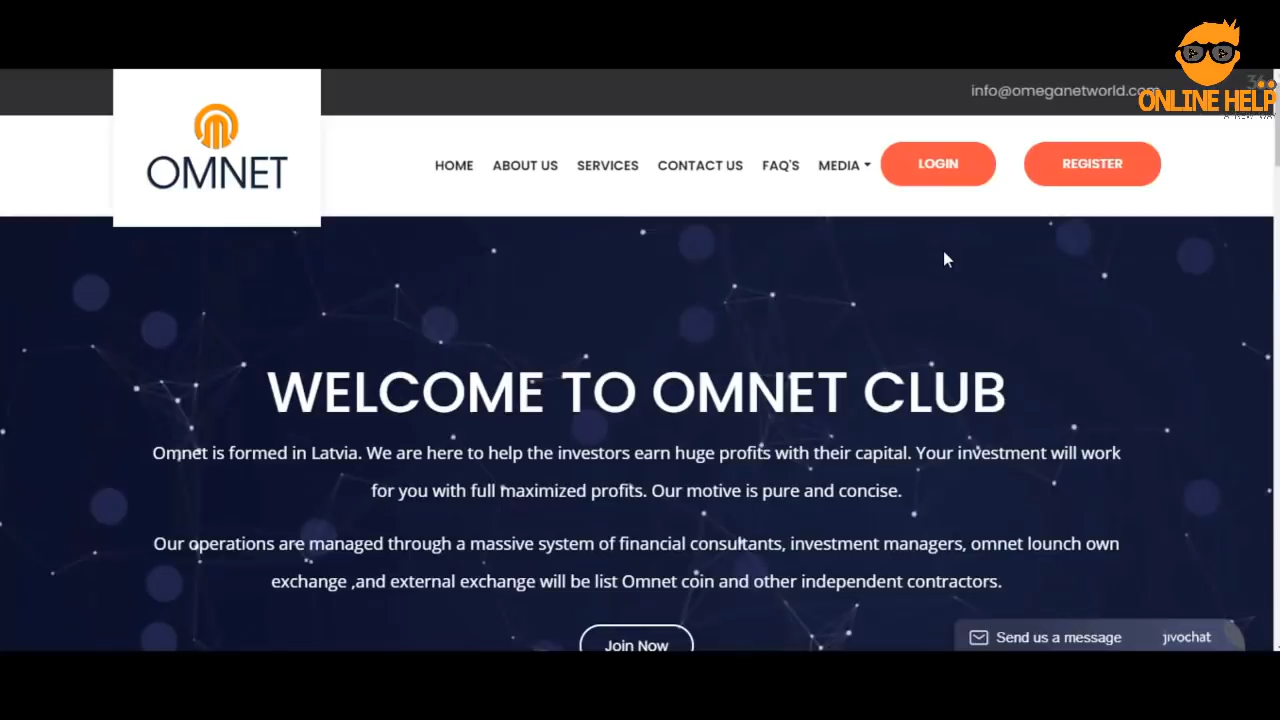 info@omeganetworld.com
ONLINE HELP
OMNET
HOME ABOUT US SERVICES CONTACT US FAQ'S MEDIA LOGIN REGISTER
WELCOME TO OMNET CLUB
Omnet is formed in Latvia. We are here to help the investors earn huge profits with their capital. Your investment will work
for you with full maximized profits. Our motive is pure and concise.
Our operations are managed through a massive system of financial consultants, investment managers, omnet lounch own
exchange ,and external exchange will be list Omnet coin and other independent contractors.
Join Now
Send us a message jivochat